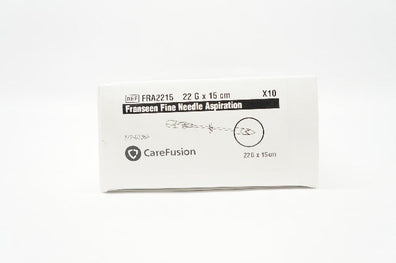 REF FRA2215 22 G x 15 cm X10
Franseen Fine Needle Aspiration
CareFusion
22G x 15cm